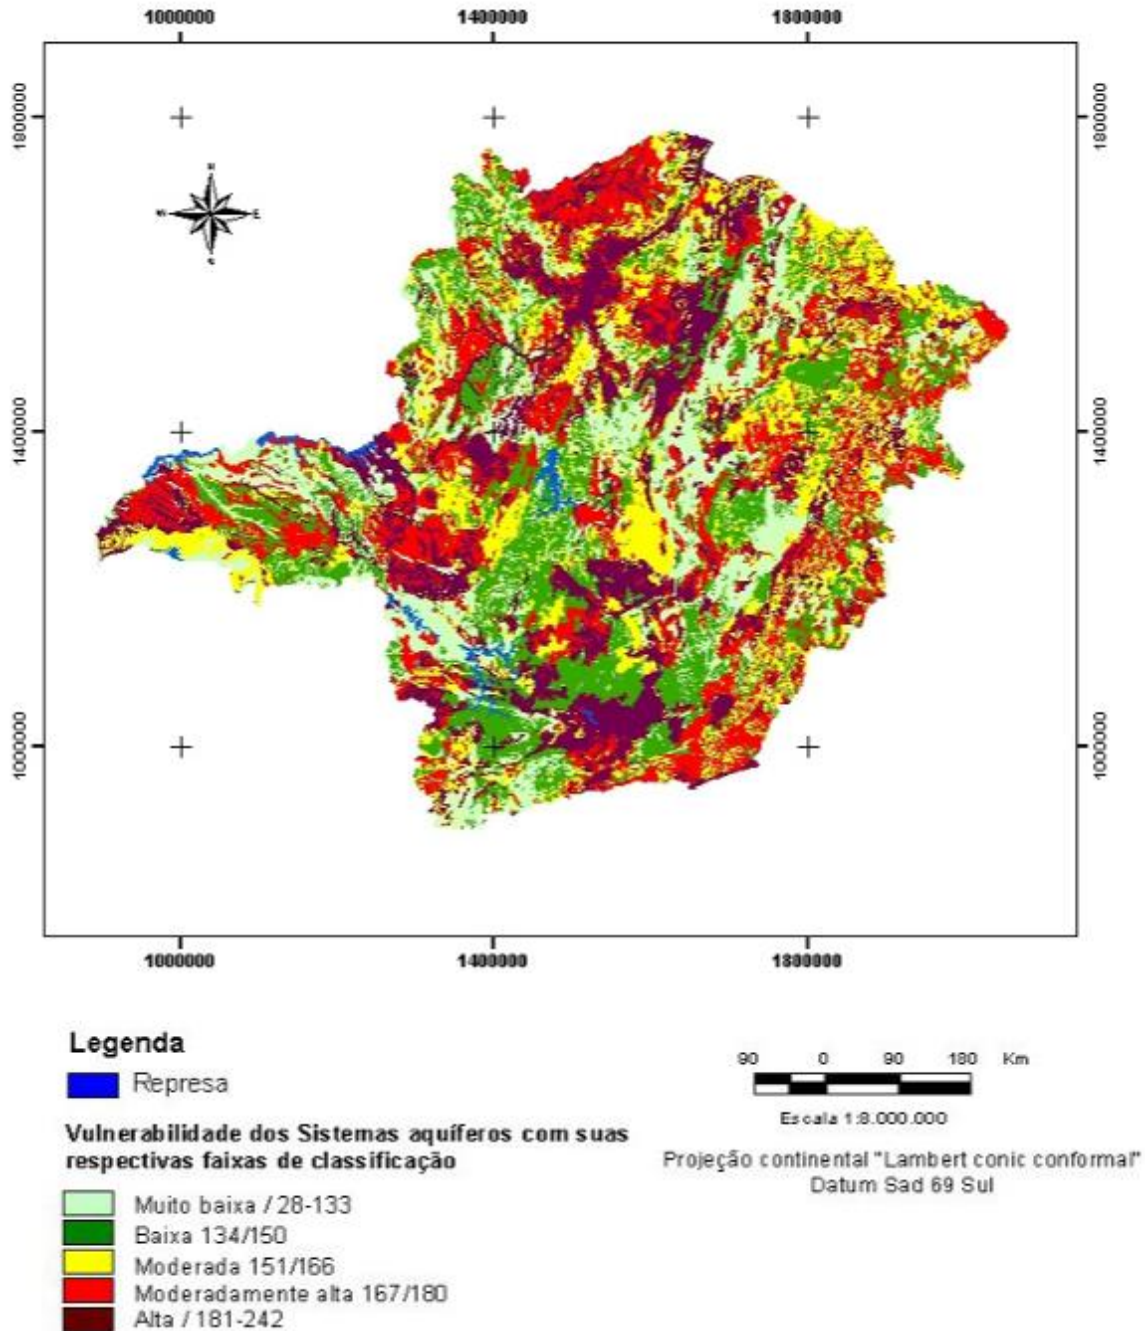 1000000 1400000 1800000
1800000 1800000
N
W E
S
1400000 1400000
1000000 1000000
1000000 1400000 1800000
Legenda
Represa
Vulnerabilidade dos Sistemas aquíferos com suas
respectivas faixas de classificação
Muito baixa / 28-133
Baixa 134/150
Moderada 151/166
Moderadamente alta 167/180
Alta / 181-242
90 0 90 180 Km
Escala 1:8.000.000
Projeção continental "Lambert conic conformal"
Datum Sad 69 Sul